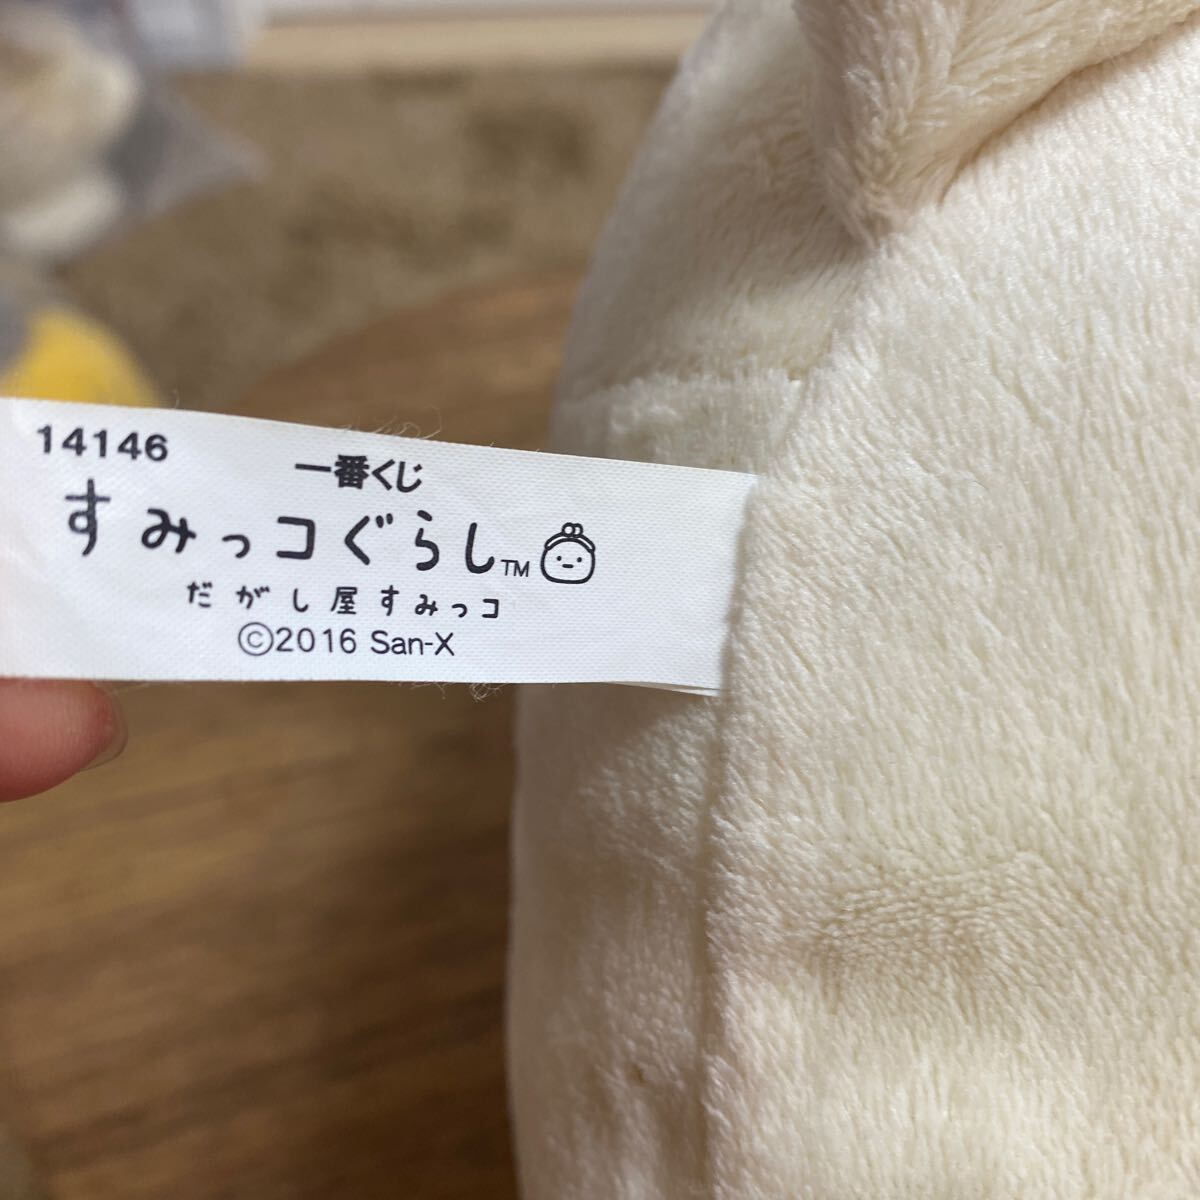 14146
一番くじ
すみっコぐらし™
だがし屋すみっコ
©2016 San-X